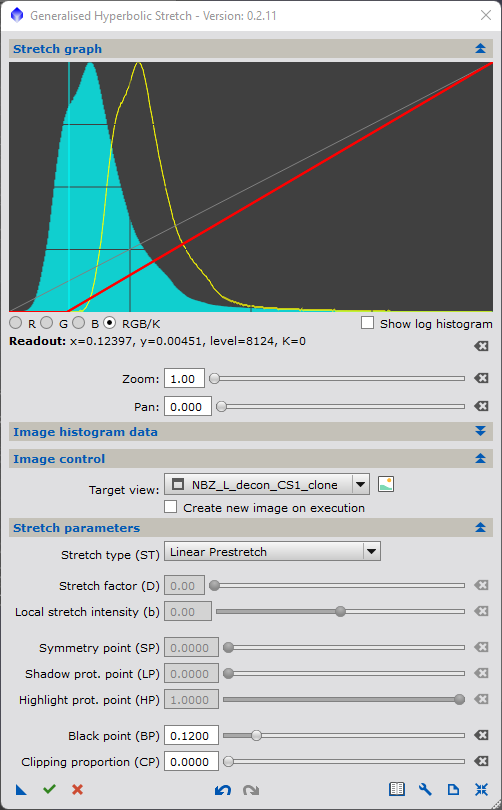 Generalised Hyperbolic Stretch - Version: 0.2.11
Stretch graph
R G B RGB/K Show log histogram
Readout: x=0.12397, y=0.00451, level=8124, K=0
Zoom: 1.00
Pan: 0.000
Image histogram data
Image control
Target view: NBZ_L_decon_CS1_clone
Create new image on execution
Stretch parameters
Stretch type (ST) Linear Prestretch
Stretch factor (D) 0.00
Local stretch intensity (b) 0.00
Symmetry point (SP) 0.0000
Shadow prot. point (LP) 0.0000
Highlight prot. point (HP) 1.0000
Black point (BP) 0.1200
Clipping proportion (CP) 0.0000